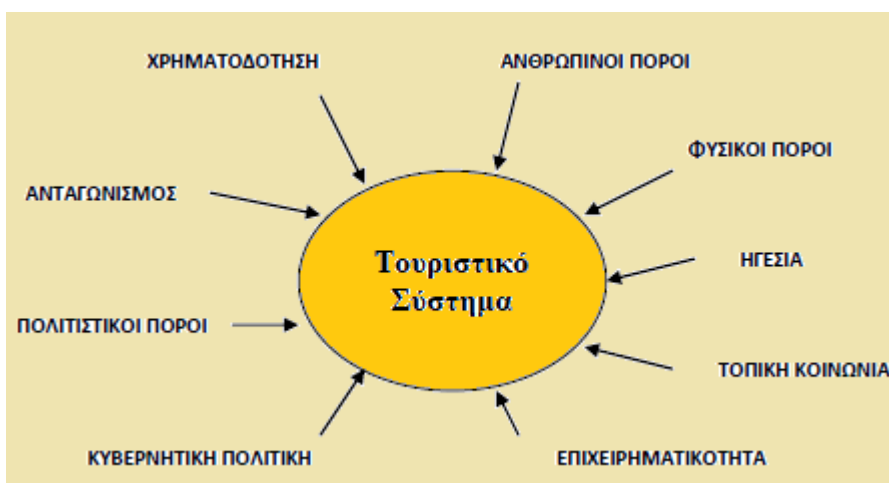 ΧΡΗΜΑΤΟΔΟΤΗΣΗ
ΑΝΘΡΩΠΙΝΟΙ ΠΟΡΟΙ
ΦΥΣΙΚΟΙ ΠΟΡΟΙ
ΑΝΤΑΓΩΝΙΣΜΟΣ
Τουριστικό
Σύστημα
ΗΓΕΣΙΑ
ΠΟΛΙΤΙΣΤΙΚΟΙ ΠΟΡΟΙ
ΤΟΠΙΚΗ ΚΟΙΝΩΝΙΑ
ΚΥΒΕΡΝΗΤΙΚΗ ΠΟΛΙΤΙΚΗ
ΕΠΙΧΕΙΡΗΜΑΤΙΚΟΤΗΤΑ